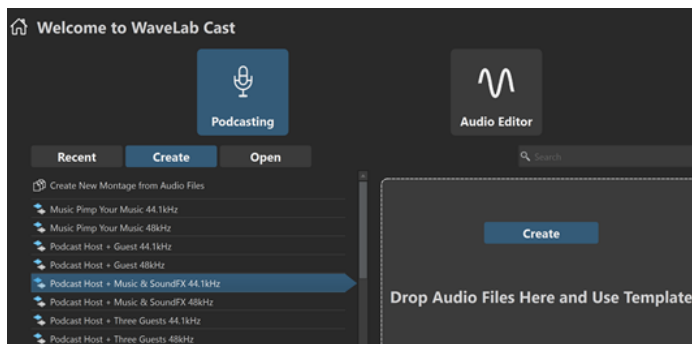 Welcome to WaveLab Cast
Podcasting
Audio Editor
Recent Create Open
Search
Create New Montage from Audio Files
Music Pimp Your Music 44.1kHz
Music Pimp Your Music 48kHz
Podcast Host + Guest 44.1kHz
Podcast Host + Guest 48kHz
Podcast Host + Music & SoundFX 44.1kHz
Podcast Host + Music & SoundFX 48kHz
Podcast Host + Three Guests 44.1kHz
Podcast Host + Three Guests 48kHz
Create
Drop Audio Files Here and Use Template